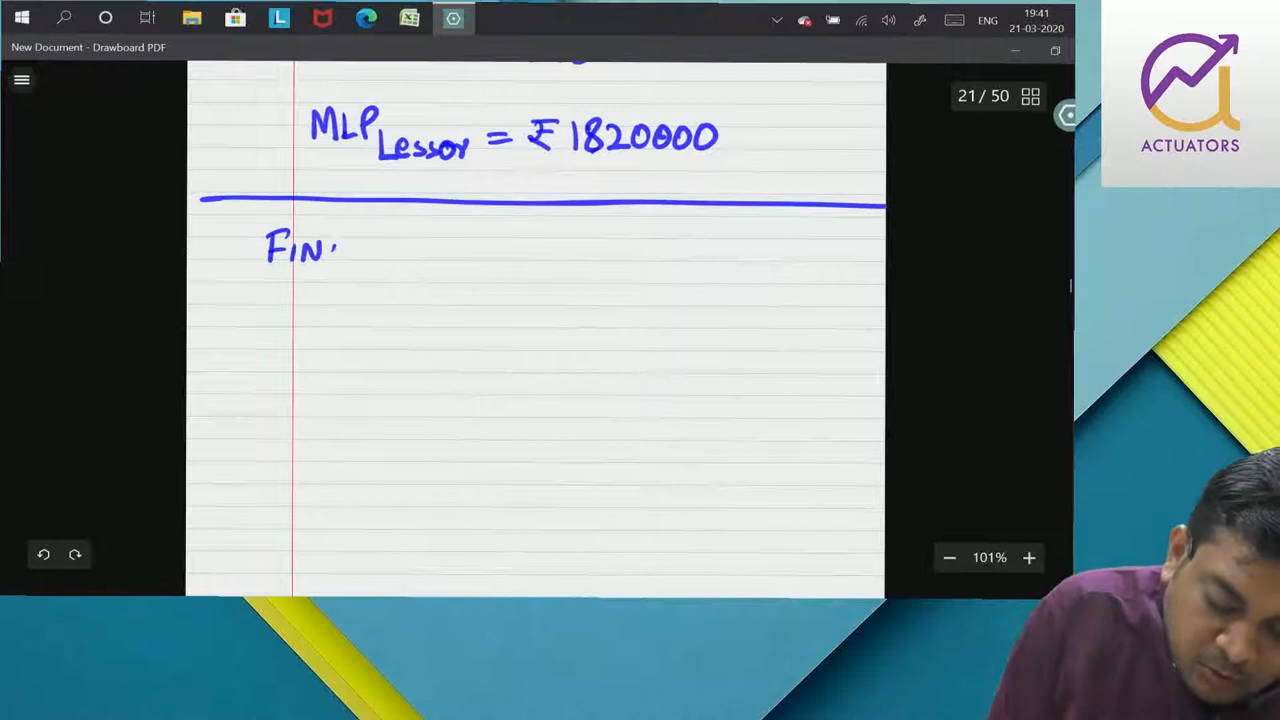 ENG
19:41
21-03-2020
New Document - Drawboard PDF
21 / 50
ACTUATORS
MLP Lessor = ₹ 1820000
FIN.
101%